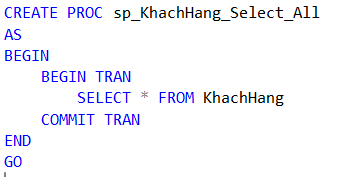 CREATE PROC sp_KhachHang_Select_All
AS
BEGIN
    BEGIN TRAN
        SELECT * FROM KhachHang
    COMMIT TRAN
END
GO